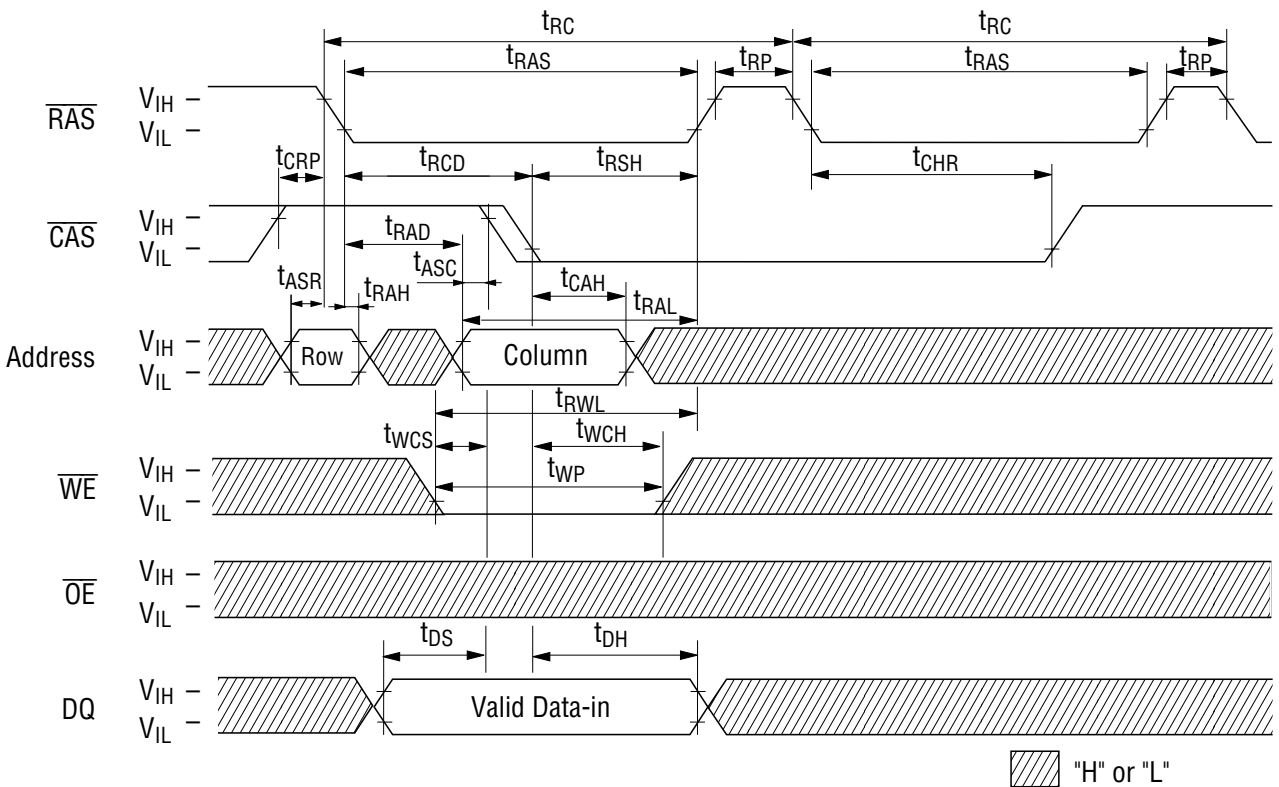 tRC tRC
tRAS tRP tRAS tRP
RAS VIH –
VIL –
tCRP tRCD tRSH tCHR
CAS VIH –
VIL –
tRAD
tASR tRAH tASC tCAH
tRAL
Address VIH –
VIL –
Row Column
tRWL
tWCS tWCH
tWP
WE VIH –
VIL –
OE VIH –
VIL –
tDS tDH
DQ VIH –
VIL –
Valid Data-in
"H" or "L"